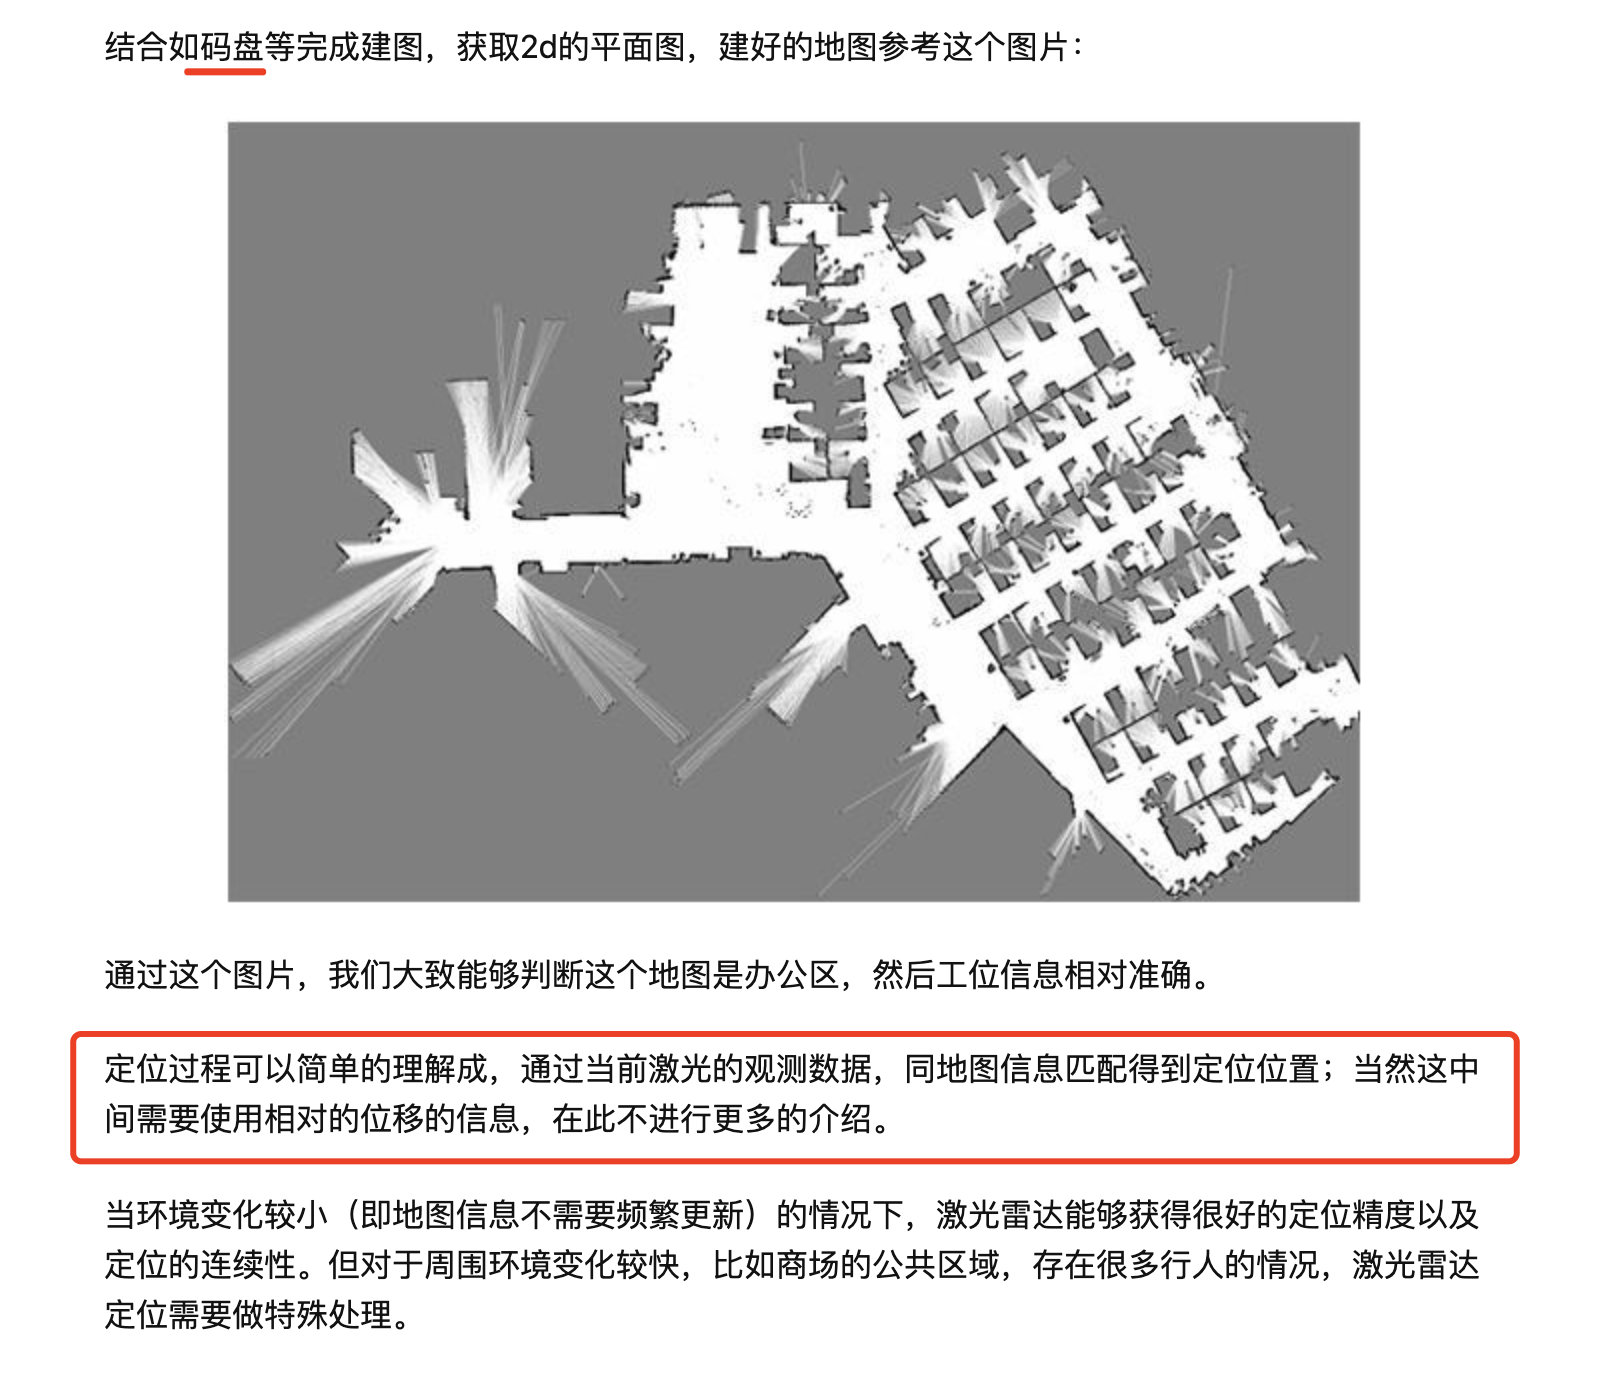 结合如码盘等完成建图，获取2d的平面图，建好的地图参考这个图片：
通过这个图片，我们大致能够判断这个地图是办公区，然后工位信息相对准确。
定位过程可以简单的理解成，通过当前激光的观测数据，同地图信息匹配得到定位位置；当然这中
间需要使用相对的位移的信息，在此不进行更多的介绍。
当环境变化较小（即地图信息不需要频繁更新）的情况下，激光雷达能够获得很好的定位精度以及
定位的连续性。但对于周围环境变化较快，比如商场的公共区域，存在很多行人的情况，激光雷达
定位需要做特殊处理。